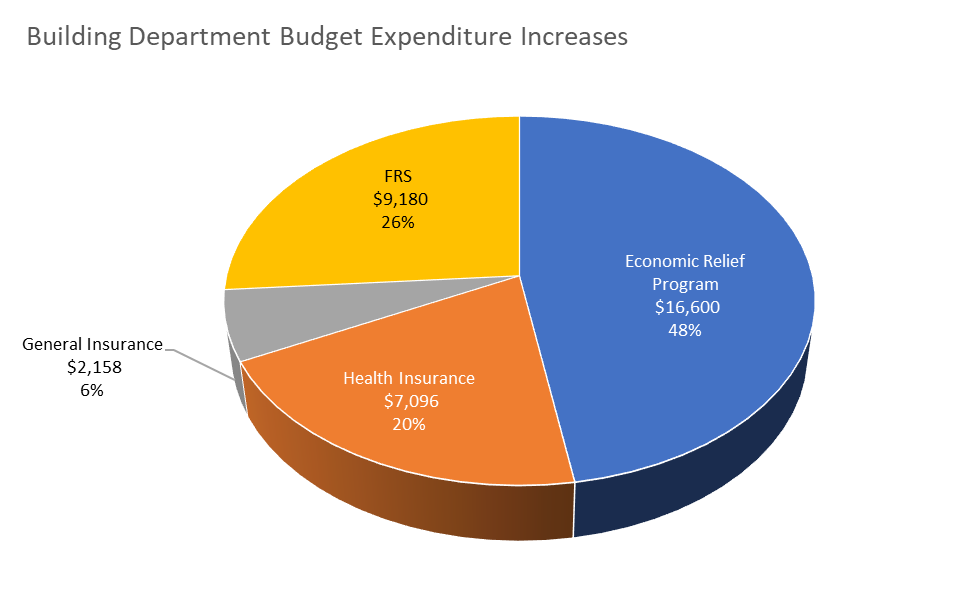 Building Department Budget Expenditure Increases
FRS
$9,180
26%
Economic Relief
Program
$16,600
48%
General Insurance
$2,158
6%
Health Insurance
$7,096
20%